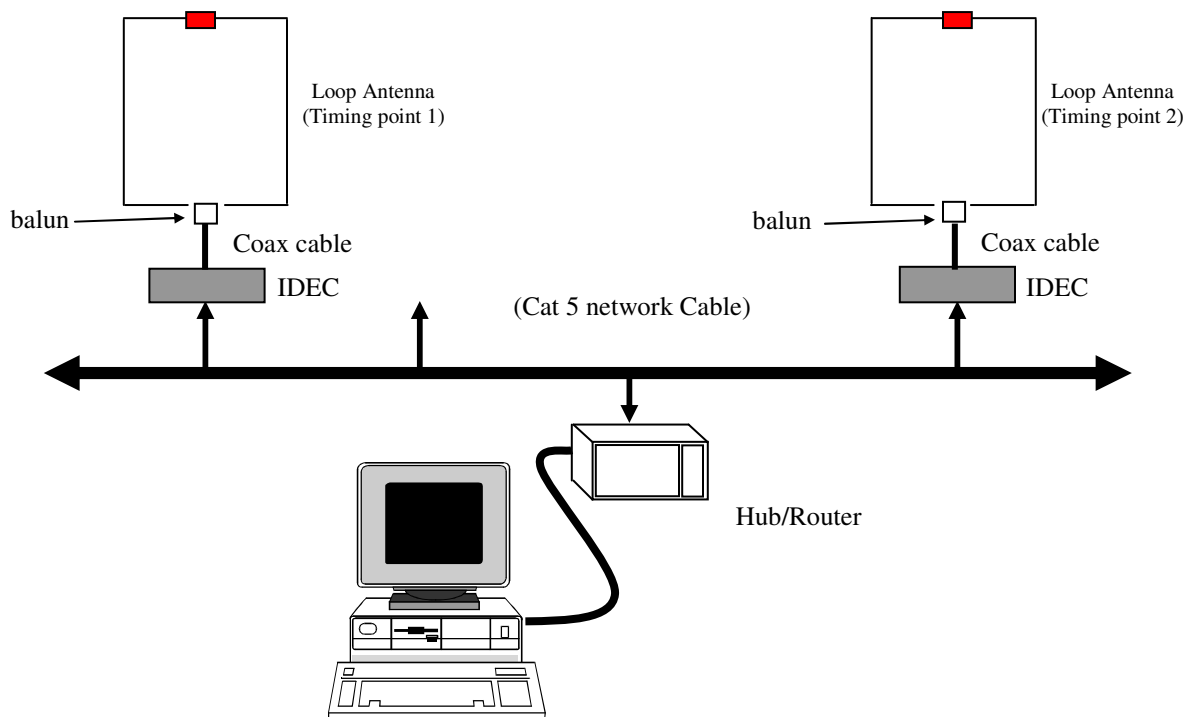 Loop Antenna
(Timing point 1)
Loop Antenna
(Timing point 2)
balun
balun
Coax cable
Coax cable
IDEC
IDEC
(Cat 5 network Cable)
Hub/Router